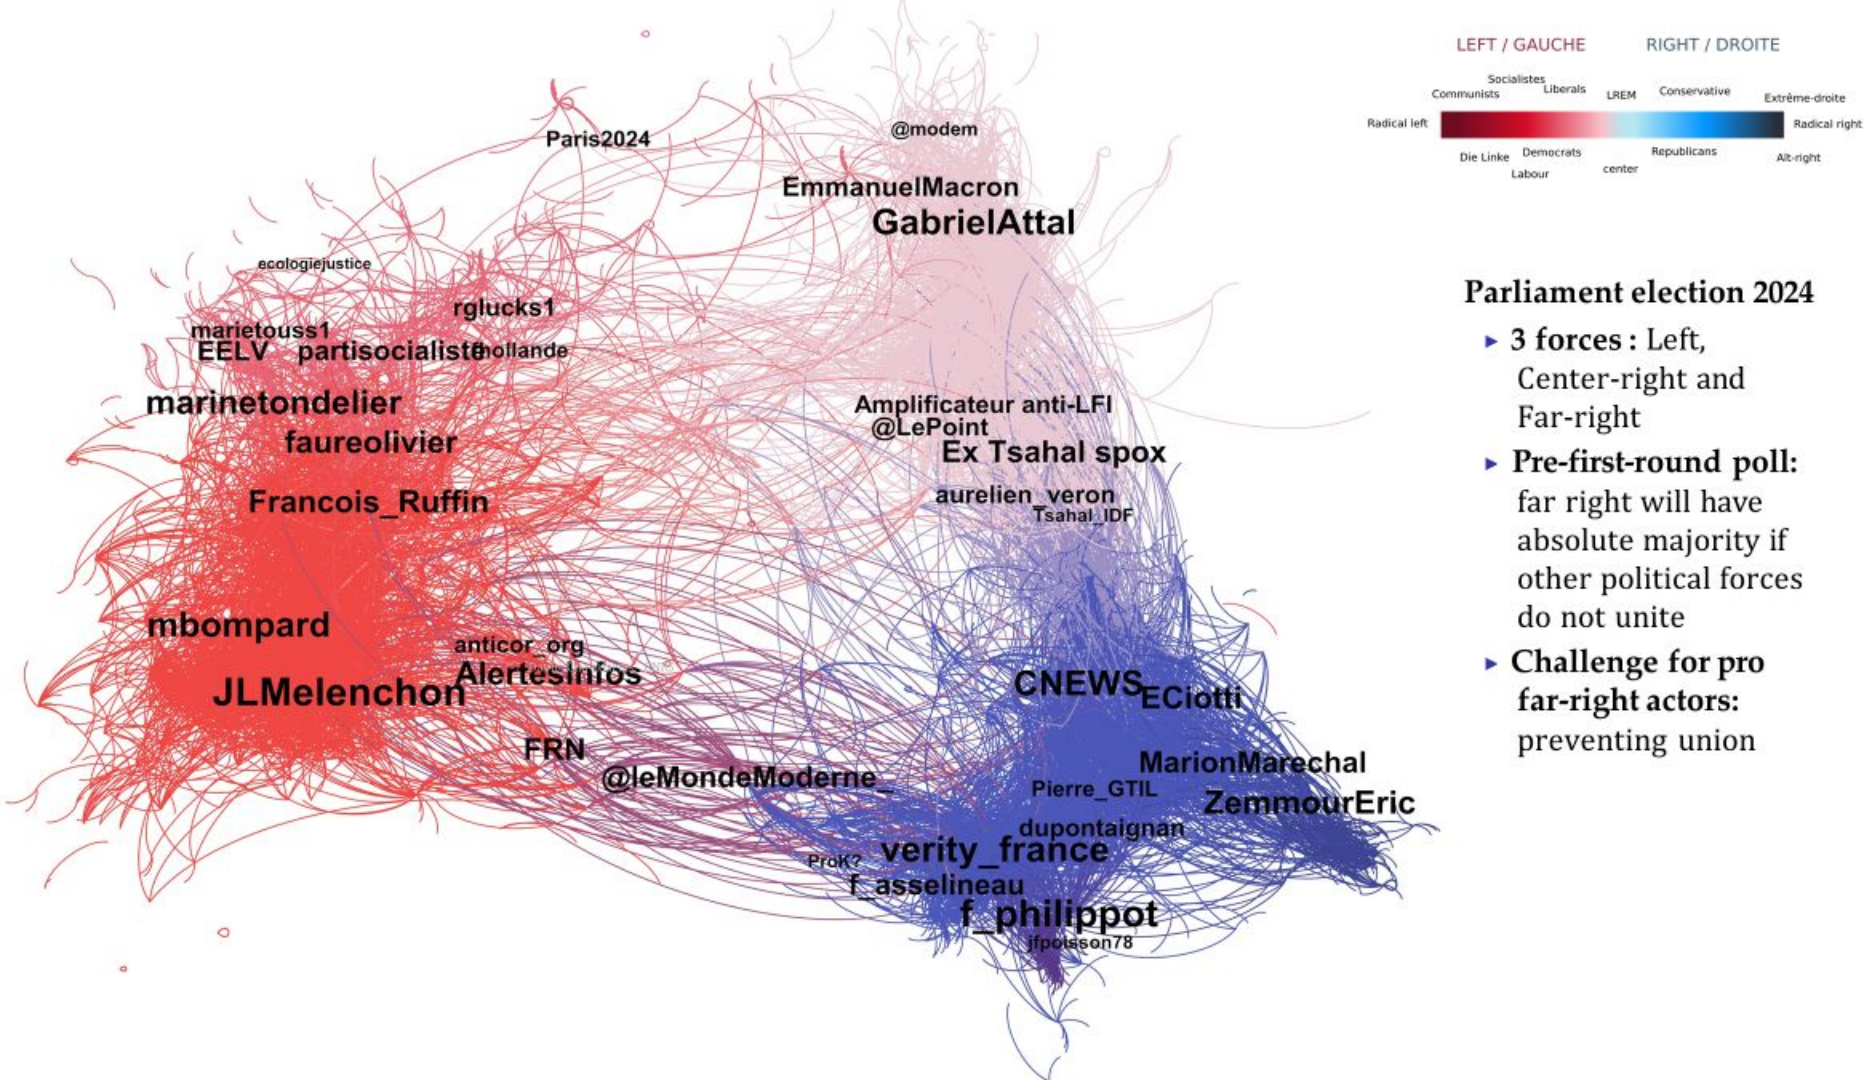 LEFT / GAUCHE
RIGHT / DROITE
Socialistes
Communists
Liberals
LREM
Conservative
Extrême-droite
Radical left
Radical right
Die Linke
Democrats
Labour
center
Republicans
Alt-right
Paris2024
@modem
EmmanuelMacron
GabrielAttal
ecologiejustice
rglucks1
marietouss1
EELV
partisocialiste
fhollande
marinetondelier
faureolivier
Francois_Ruffin
Amplificateur anti-LFI
@LePoint
Ex Tsahal spox
aurelien_veron
Tsahal_IDF
mbompard
anticor_org
AlertesInfos
JLMelenchon
FRN
@leMondeModerne_
CNEWS
ECiotti
MarionMarechal
Pierre_GTIL
ZemmourEric
dupontaignan
verity_france
ProK?
f_asselineau
f_philippot
jfpoisson78
Parliament election 2024
▸ 3 forces : Left,
Center-right and
Far-right
▸ Pre-first-round poll:
far right will have
absolute majority if
other political forces
do not unite
▸ Challenge for pro
far-right actors:
preventing union